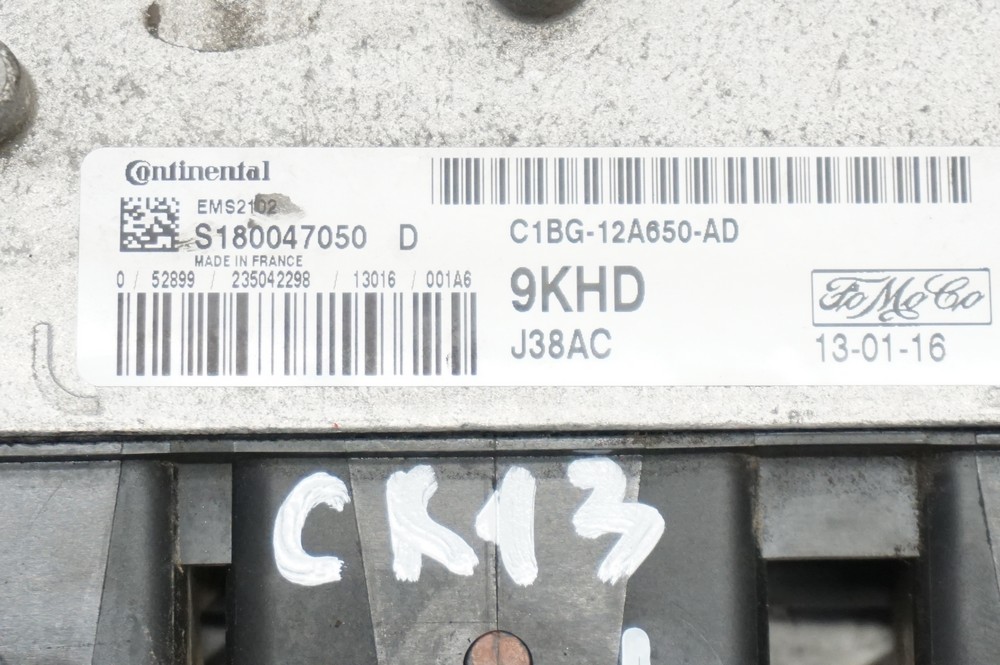 Continental
EMS2102
S180047050 D
MADE IN FRANCE
0 / 52899 / 235042298 / 13016 / 001A6
C1BG-12A650-AD
9KHD
J38AC
FoMoCo
13-01-16
CK13